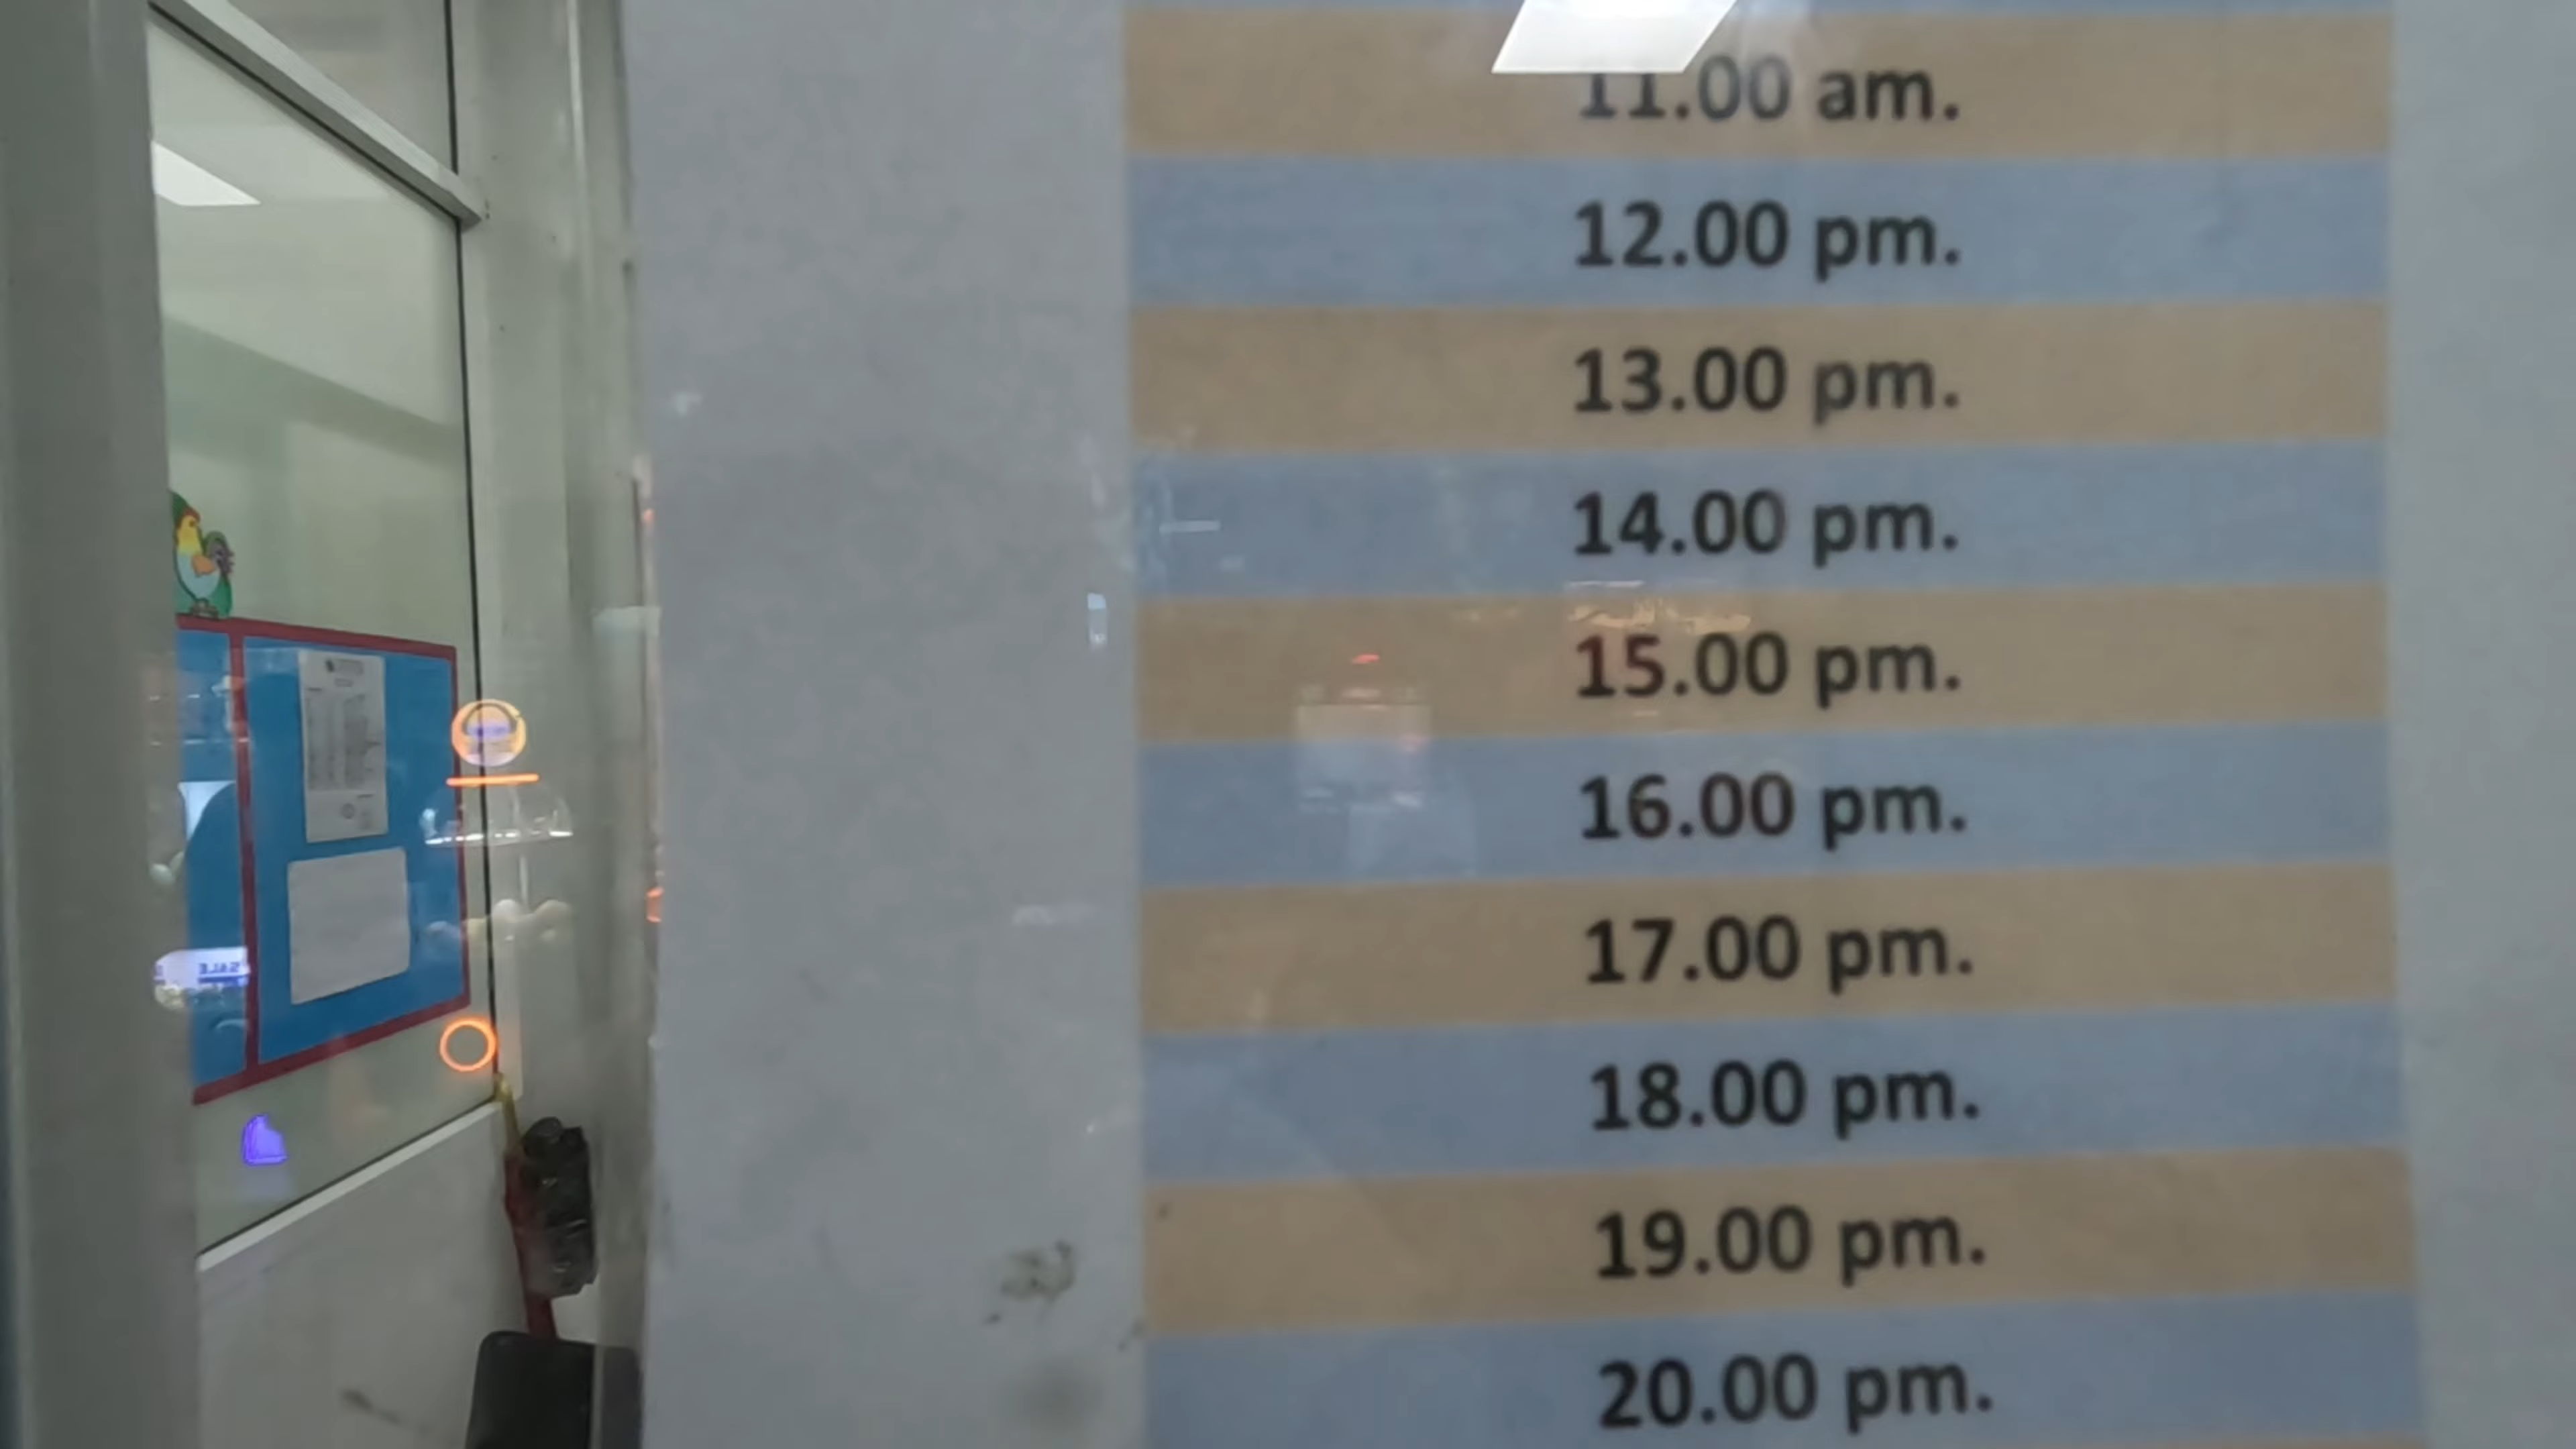 11.00 am.
12.00 pm.
13.00 pm.
14.00 pm.
15.00 pm.
16.00 pm.
17.00 pm.
18.00 pm.
19.00 pm.
20.00 pm.
SALE